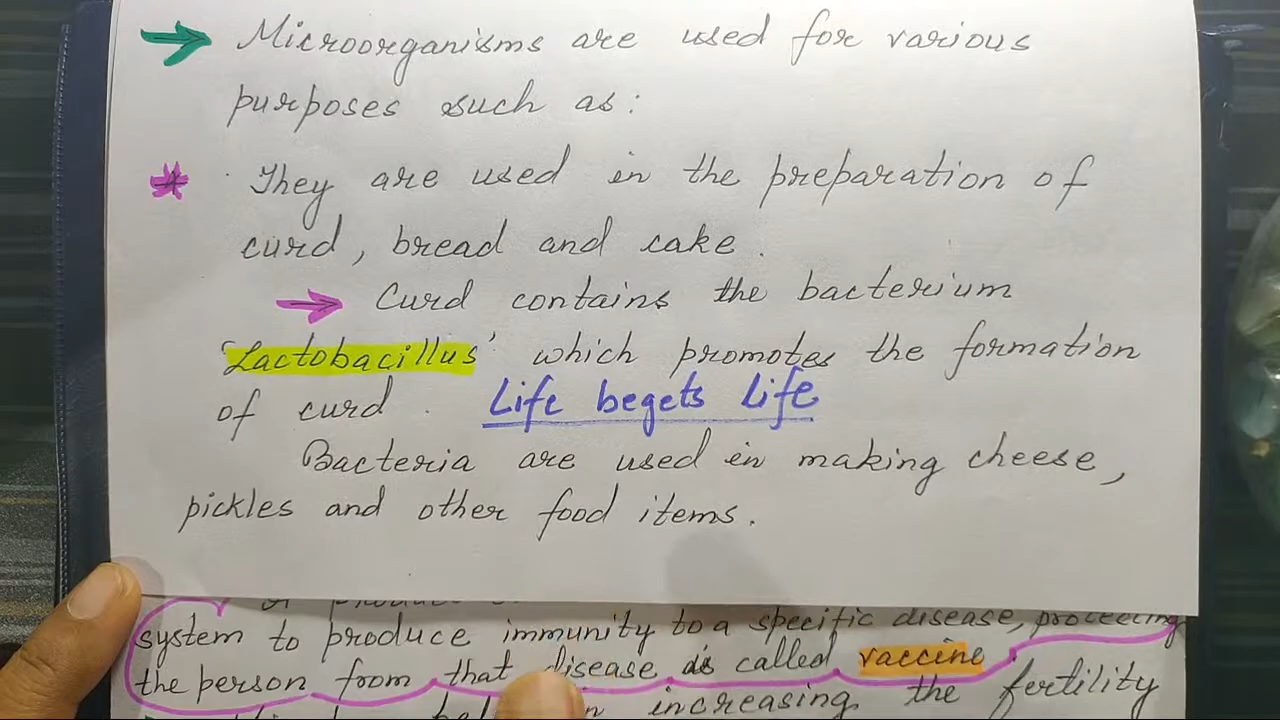 Microorganisms are used for various
purposes such as:
They are used in the preparation of
curd, bread and cake.
Curd contains the bacterium
'Lactobacillus' which promotes the formation
of curd. Life begets life
Bacteria are used in making cheese,
pickles and other food items.
system to produce immunity to a specific disease, protecting
the person from that disease is called vaccine.
increasing the fertility